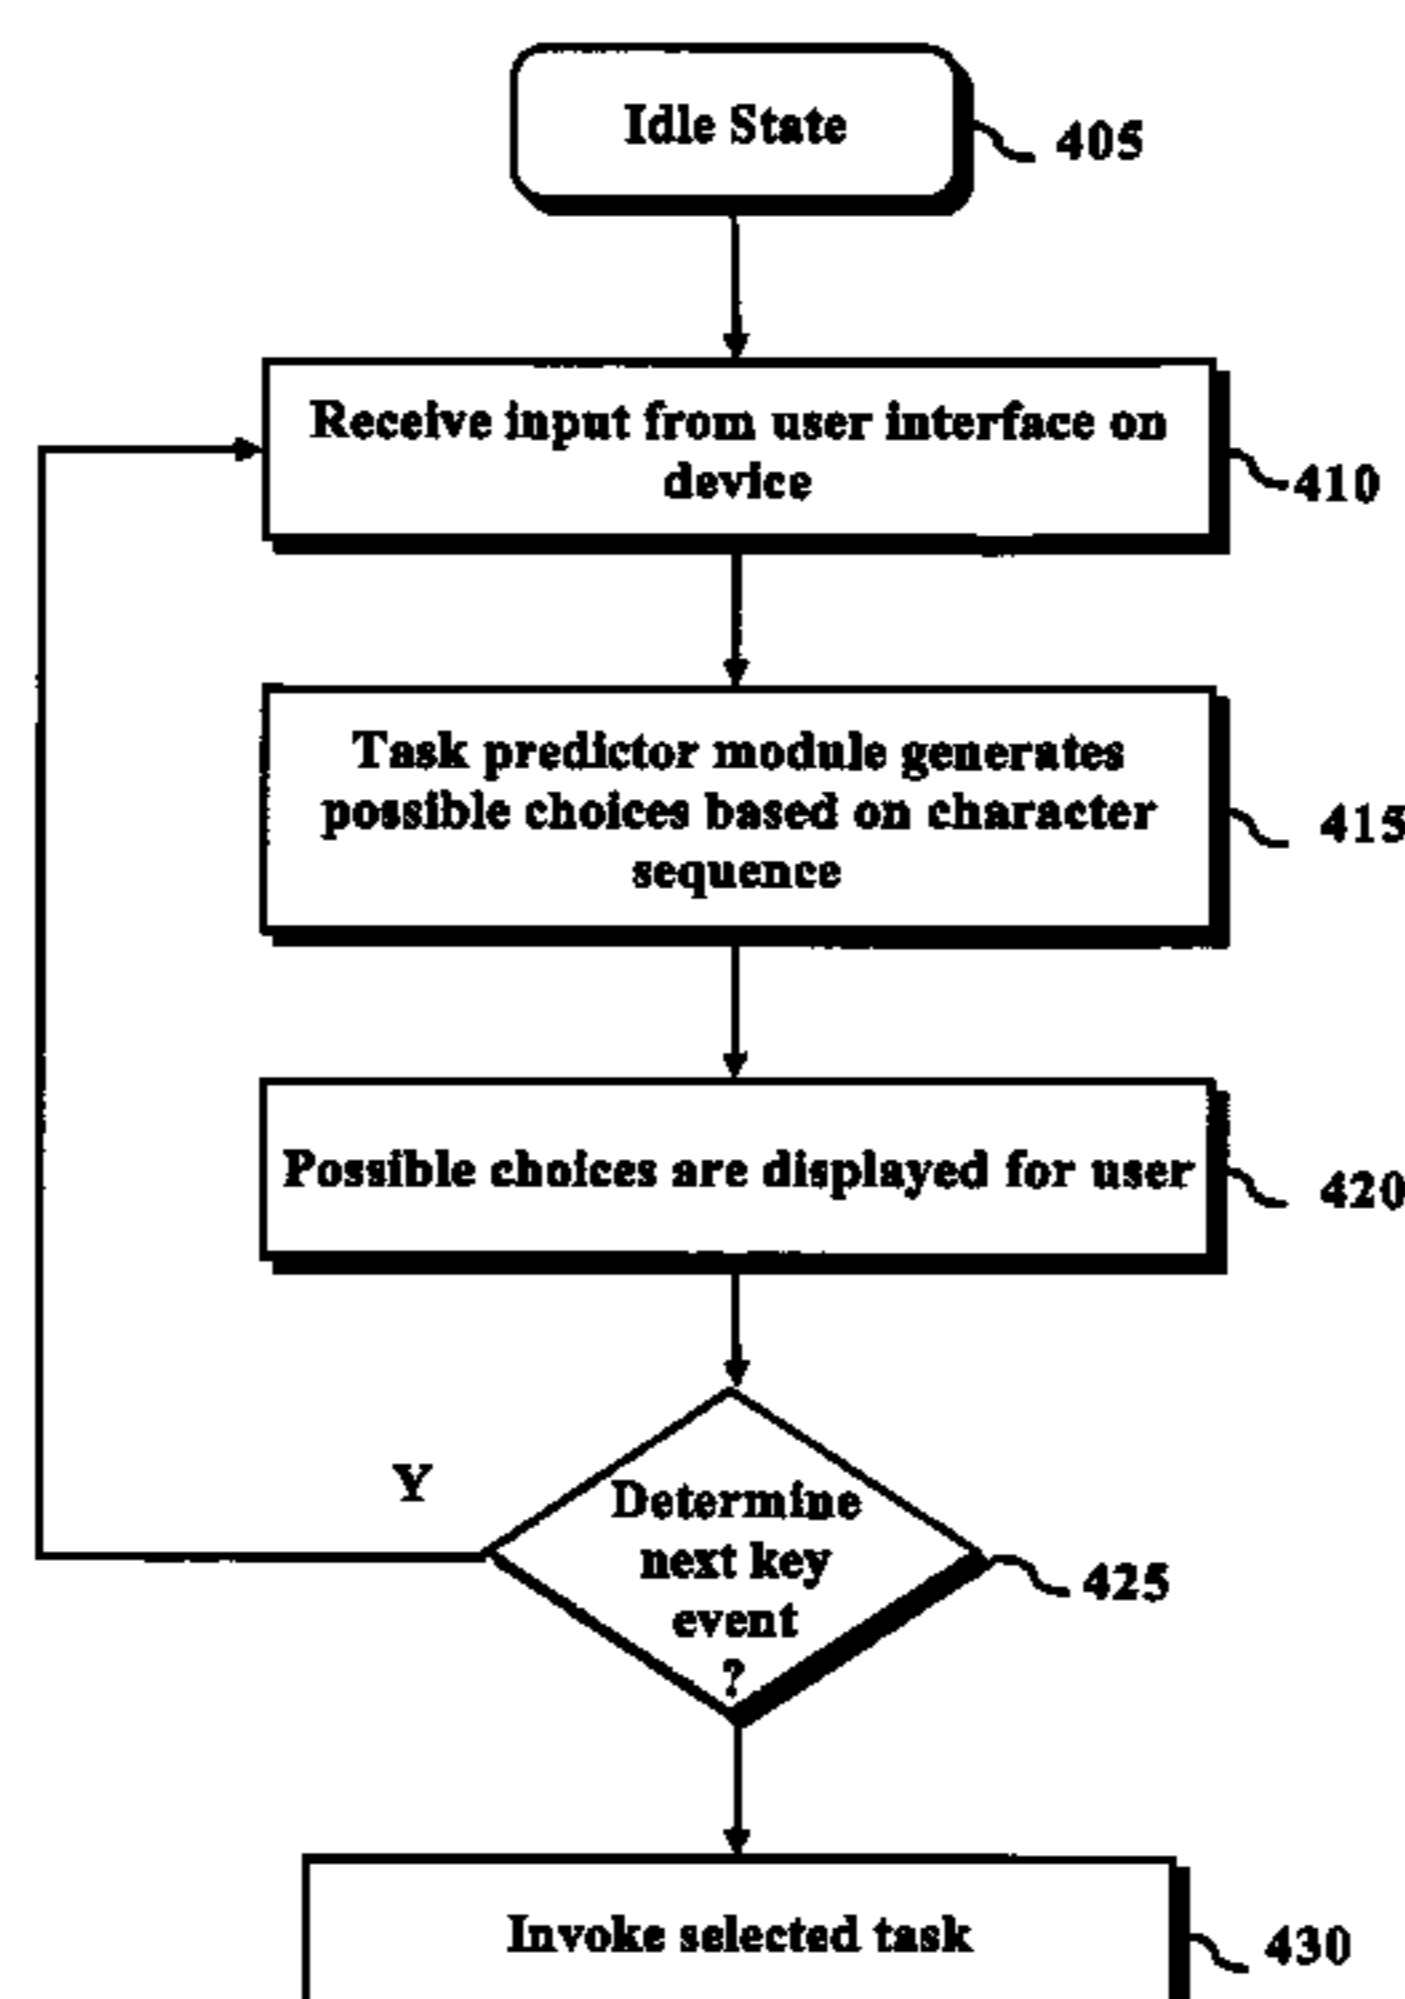 Idle State
405
Receive input from user interface on
device
410
Task predictor module generates
possible choices based on character
sequence
415
Possible choices are displayed for user
420
Y
Determine
next key
event
?
425
Invoke selected task
430